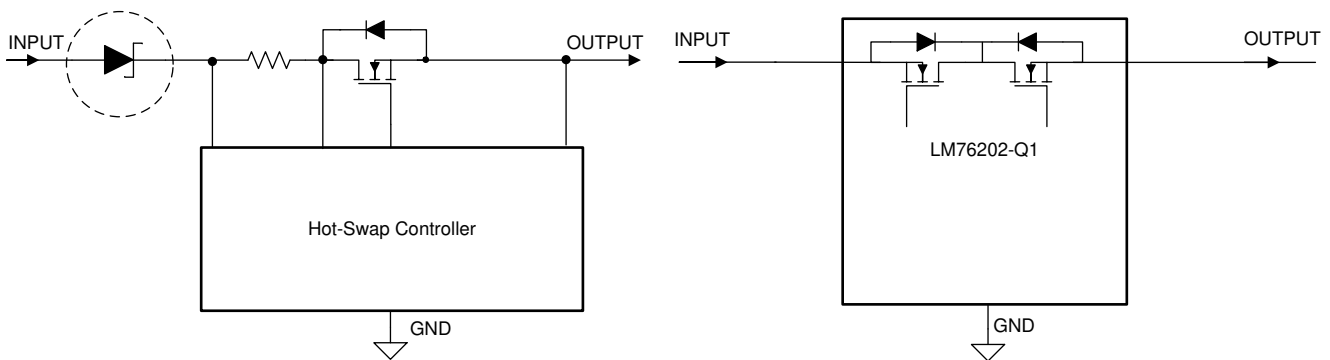 INPUT
OUTPUT
Hot-Swap Controller
GND
INPUT
OUTPUT
LM76202-Q1
GND